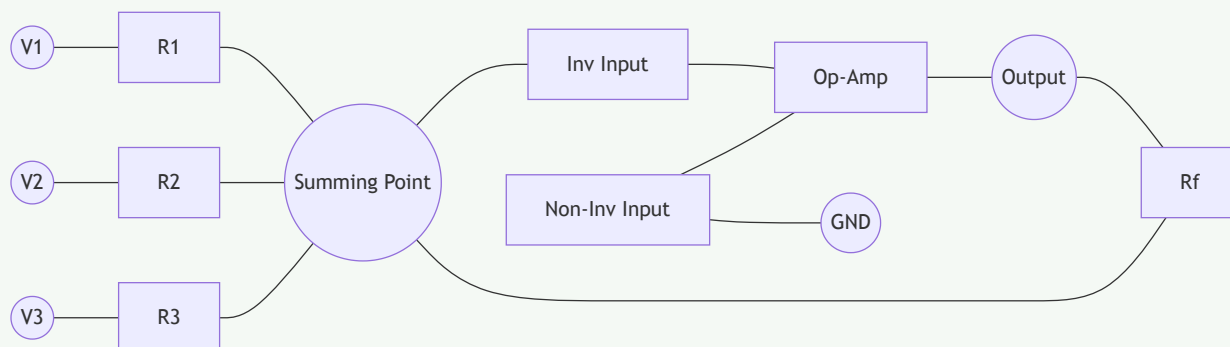 V1
R1
Inv Input
Op-Amp
Output
V2
R2
Summing Point
Non-Inv Input
GND
Rf
V3
R3